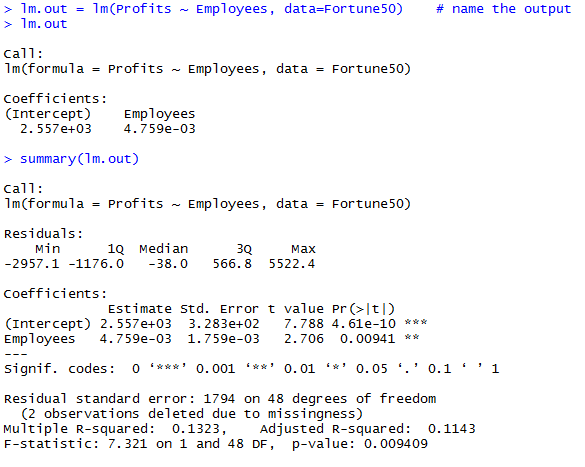 > lm.out = lm(Profits ~ Employees, data=Fortune50)    # name the output
> lm.out

Call:
lm(formula = Profits ~ Employees, data = Fortune50)

Coefficients:
(Intercept)    Employees
  2.557e+03    4.759e-03

> summary(lm.out)

Call:
lm(formula = Profits ~ Employees, data = Fortune50)

Residuals:
    Min      1Q  Median      3Q     Max
-2957.1 -1176.0   -38.0   566.8  5522.4

Coefficients:
             Estimate Std. Error t value Pr(>|t|)
(Intercept) 2.557e+03  3.283e+02   7.788 4.61e-10 ***
Employees   4.759e-03  1.759e-03   2.706  0.00941 **
---
Signif. codes:  0 ‘***’ 0.001 ‘**’ 0.01 ‘*’ 0.05 ‘.’ 0.1 ‘ ’ 1

Residual standard error: 1794 on 48 degrees of freedom
  (2 observations deleted due to missingness)
Multiple R-squared:  0.1323,    Adjusted R-squared:  0.1143
F-statistic: 7.321 on 1 and 48 DF,  p-value: 0.009409